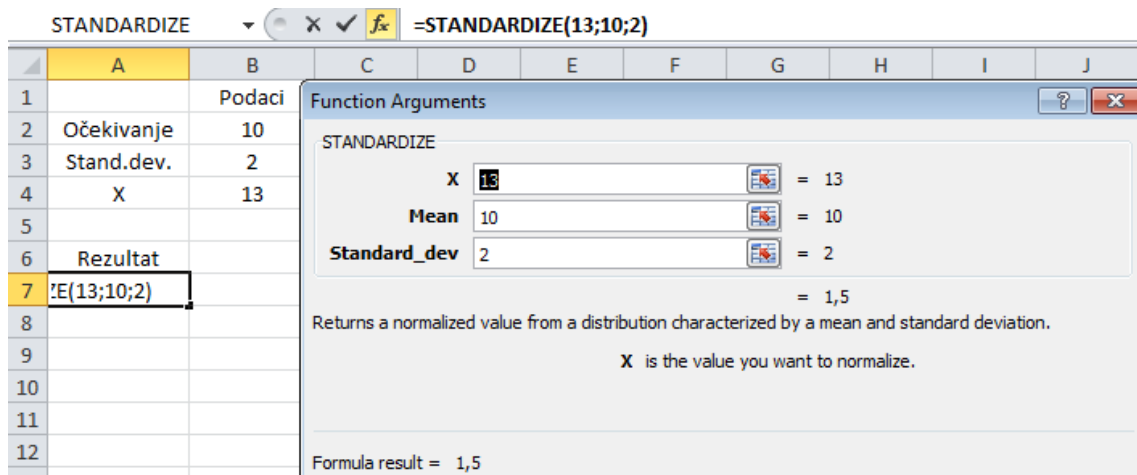 STANDARDIZE fx =STANDARDIZE(13;10;2)
A B C D E F G H I J
1 Podaci
2 Očekivanje 10
3 Stand.dev. 2
4 X 13
5
6 Rezultat
7 ZE(13;10;2)
8
9
10
11
12
Function Arguments ?
STANDARDIZE
X 13 = 13
Mean 10 = 10
Standard_dev 2 = 2
= 1,5
Returns a normalized value from a distribution characterized by a mean and standard deviation.
X is the value you want to normalize.
Formula result = 1,5